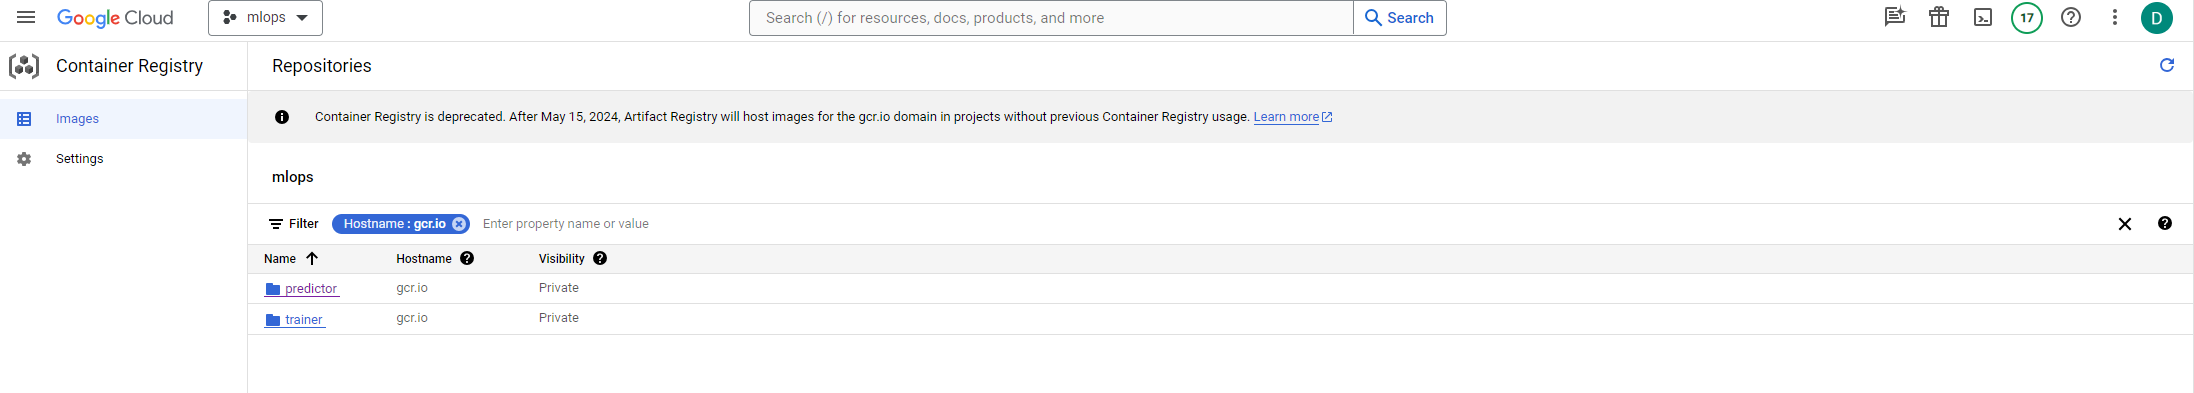 Google Cloud
mlops
Search (/) for resources, docs, products, and more
Search
17
D
Container Registry
Repositories
Images
Settings
Container Registry is deprecated. After May 15, 2024, Artifact Registry will host images for the gcr.io domain in projects without previous Container Registry usage. Learn more
mlops
Filter
Hostname : gcr.io
Enter property name or value
Name Hostname Visibility
predictor gcr.io Private
trainer gcr.io Private